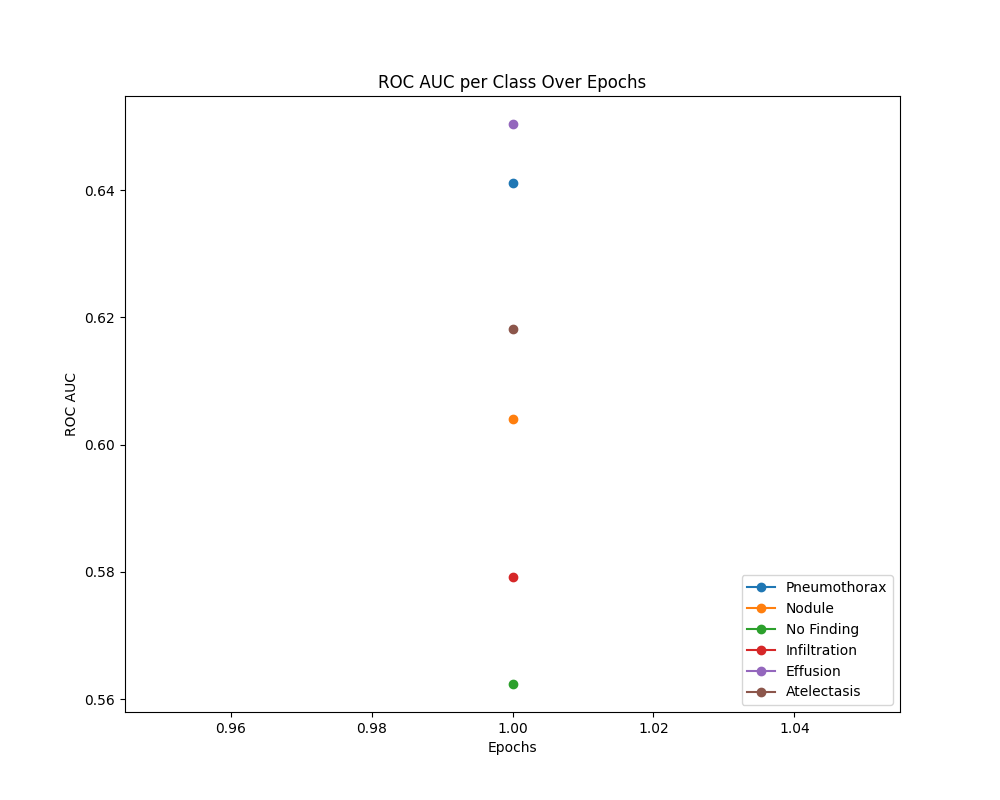 ROC AUC per Class Over Epochs
ROC AUC
0.64
0.62
0.60
0.58
0.56
0.96
0.98
1.00
1.02
1.04
Epochs
Pneumothorax
Nodule
No Finding
Infiltration
Effusion
Atelectasis